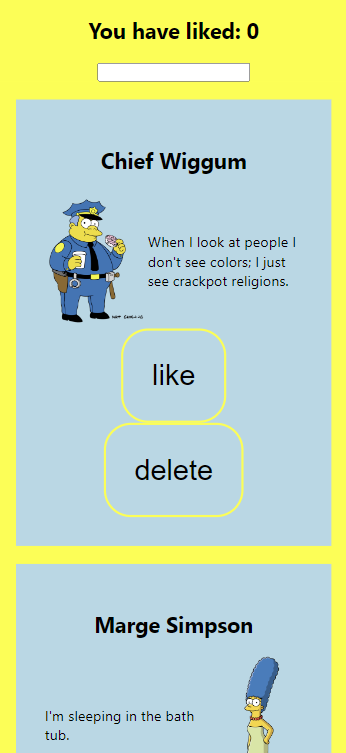 You have liked: 0
Chief Wiggum
When I look at people I
don't see colors; I just
see crackpot religions.
like
delete
Marge Simpson
I'm sleeping in the bath
tub.